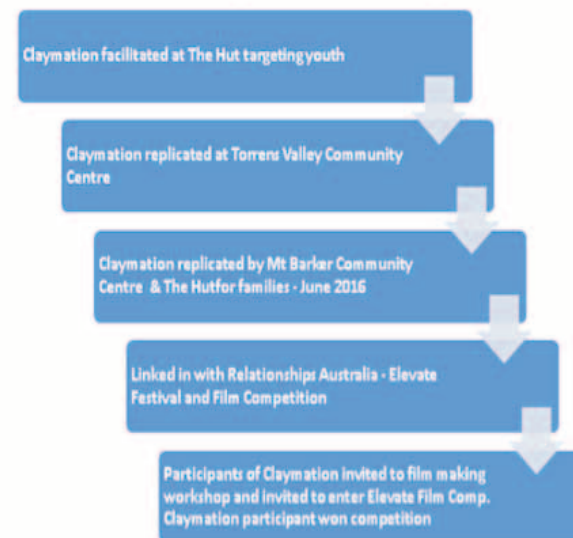 Claymation facilitated at The Hut targeting youth
Claymation replicated at Torrens Valley Community
Centre
Claymation replicated by Mt Barker Community
Centre & The Hutfor families - June 2016
Linked in with Relationships Australia - Elevate
Festival and Film Competition
Participants of Claymation invited to film making
workshop and invited to enter Elevate Film Comp.
Claymation participant won competition